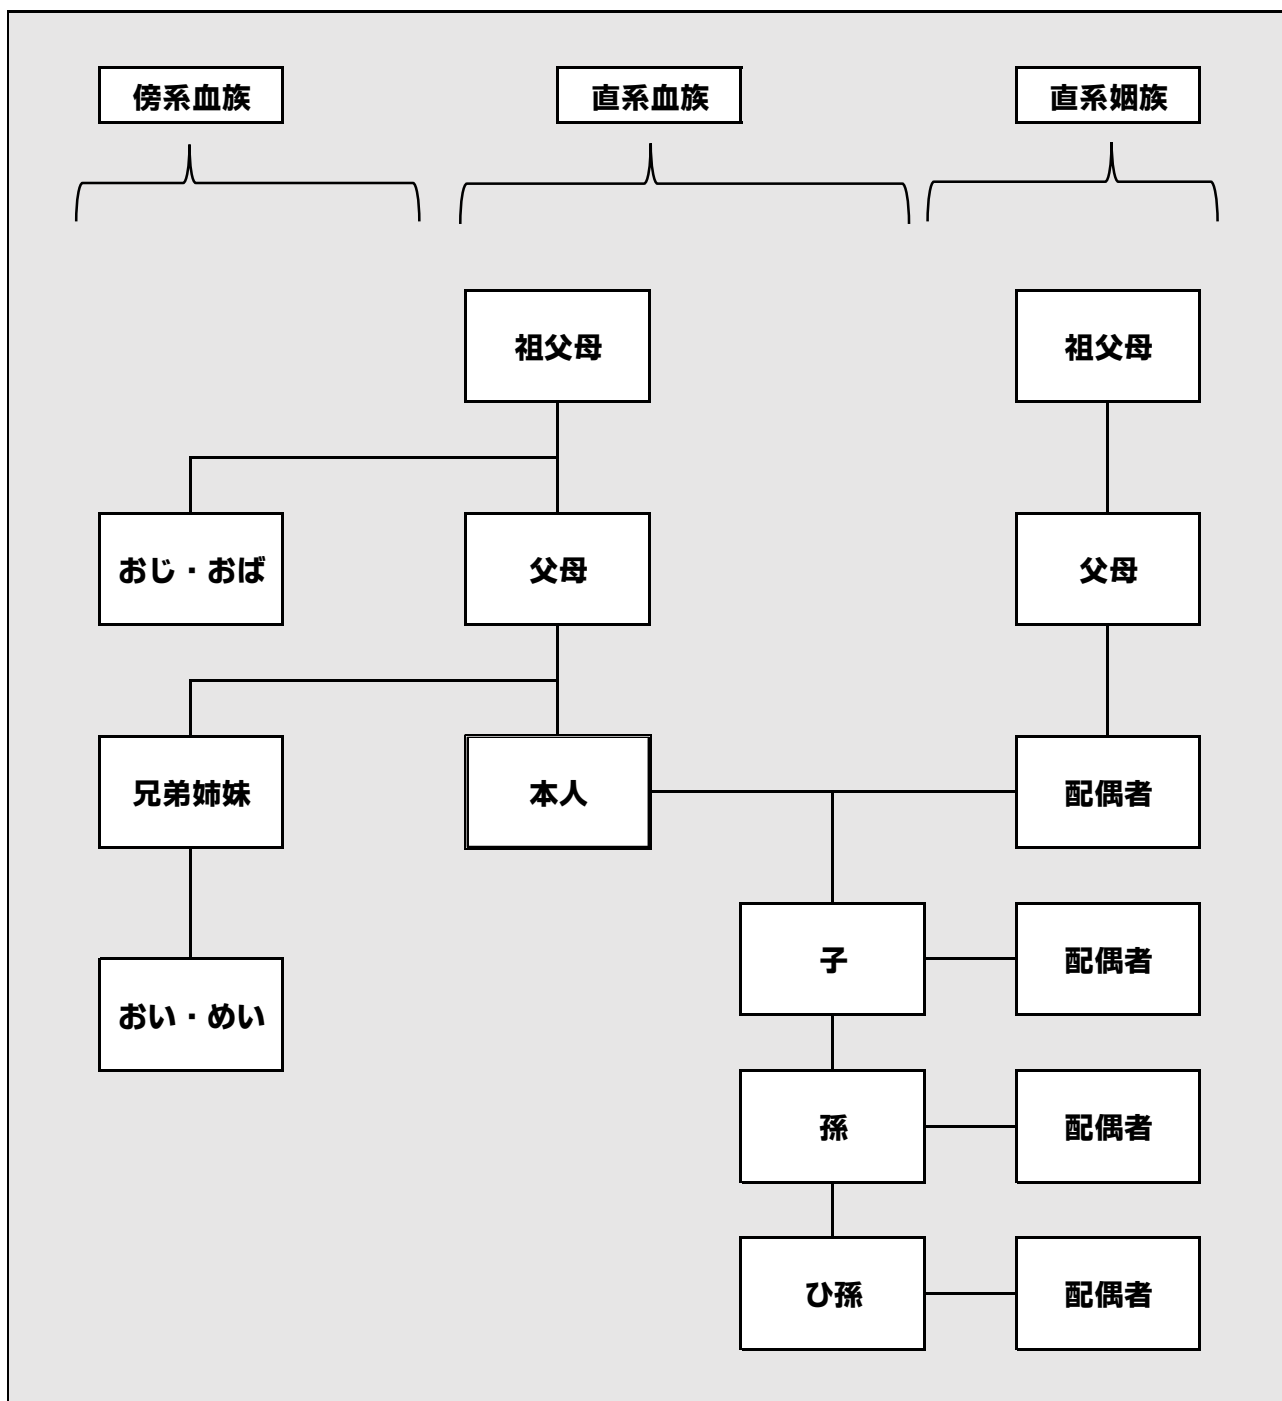 傍系血族
直系血族
直系姻族
祖父母
祖父母
おじ・おば
父母
父母
兄弟姉妹
本人
配偶者
子
配偶者
おい・めい
孫
配偶者
ひ孫
配偶者